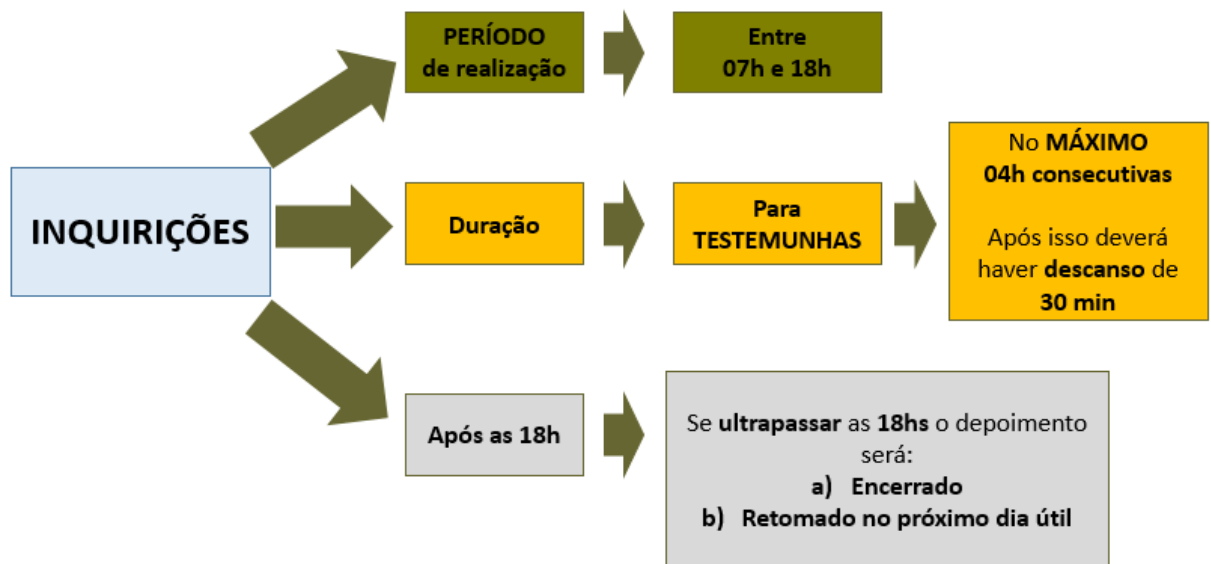 PERÍODO
de realização
Entre
07h e 18h
INQUIRIÇÕES
Duração
Para
TESTEMUNHAS
No MÁXIMO
04h consecutivas
Após isso deverá
haver descanso de
30 min
Após as 18h
Se ultrapassar as 18hs o depoimento
será:
a) Encerrado
b) Retomado no próximo dia útil